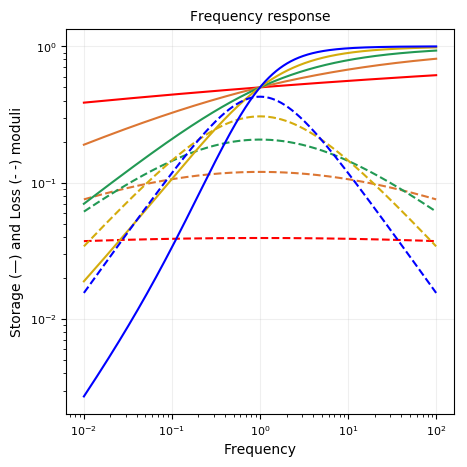 Frequency response
Storage (—) and Loss (- -) moduli
10⁰
10⁻¹
10⁻²
10⁻²
10⁻¹
10⁰
10¹
10²
Frequency